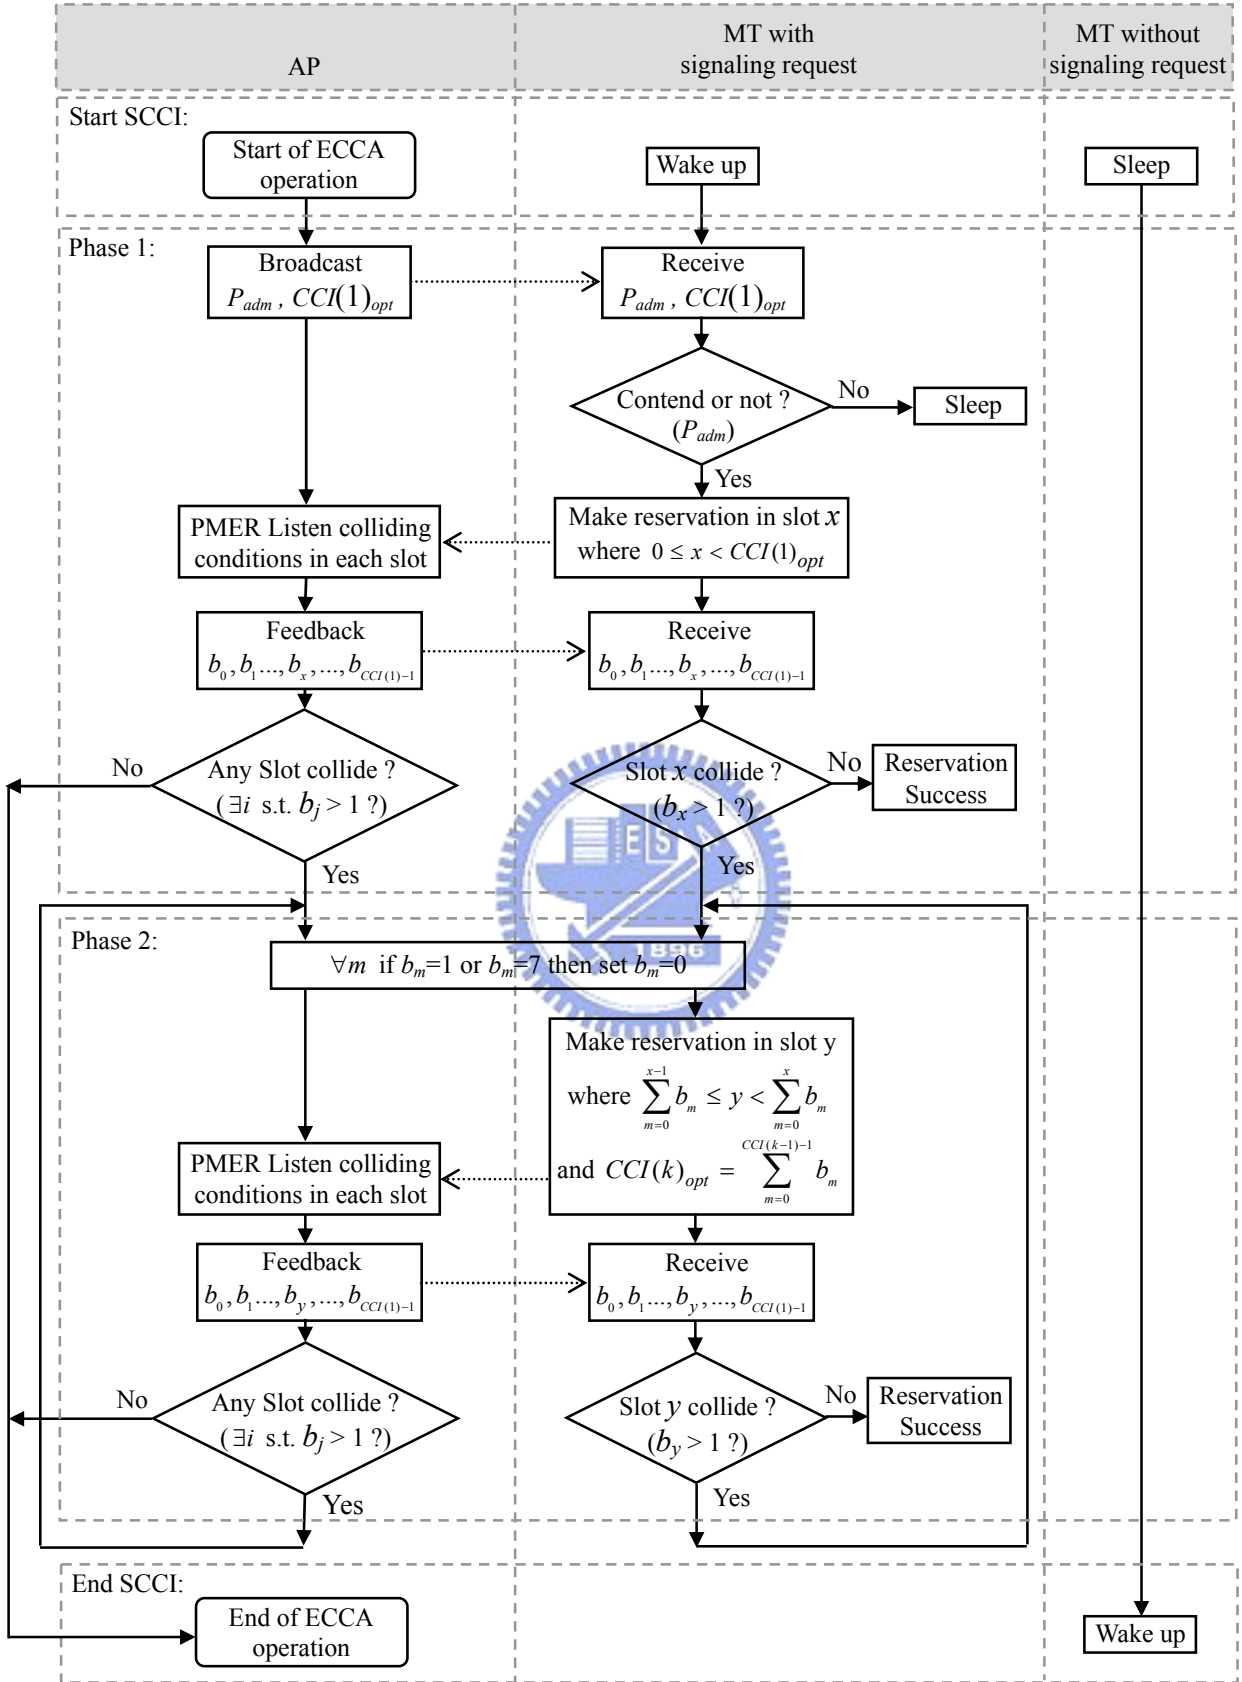 AP
MT with
signaling request
MT without
signaling request
Start SCCI:
Start of ECCA
operation
Wake up
Sleep
Phase 1:
Broadcast
P_adm , CCI(1)_opt
Receive
P_adm , CCI(1)_opt
Contend or not ?
(P_adm)
No
Sleep
Yes
PMER Listen colliding
conditions in each slot
Make reservation in slot x
where 0 ≤ x < CCI(1)_opt
Feedback
b_0, b_1..., b_x, ..., b_CCI(1)−1
Receive
b_0, b_1..., b_x, ..., b_CCI(1)−1
No
Any Slot collide ?
(∃i s.t. b_j > 1 ?)
Yes
Slot x collide ?
(b_x > 1 ?)
No
Reservation
Success
Yes
ES
1896
Phase 2:
∀m if b_m=1 or b_m=7 then set b_m=0
Make reservation in slot y
where ∑_{m=0}^{x−1} b_m ≤ y < ∑_{m=0}^{x} b_m
and CCI(k)_opt = ∑_{m=0}^{CCI(k−1)−1} b_m
PMER Listen colliding
conditions in each slot
Feedback
b_0, b_1..., b_y, ..., b_CCI(1)−1
Receive
b_0, b_1..., b_y, ..., b_CCI(1)−1
No
Any Slot collide ?
(∃i s.t. b_j > 1 ?)
Yes
Slot y collide ?
(b_y > 1 ?)
No
Reservation
Success
Yes
End SCCI:
End of ECCA
operation
Wake up